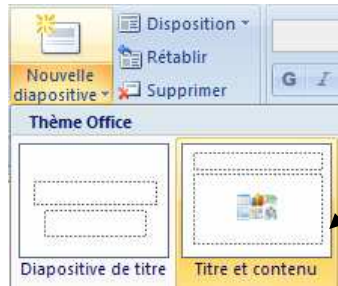 Nouvelle
diapositive
Disposition
Rétablir
Supprimer
G I
Thème Office
Diapositive de titre
Titre et contenu